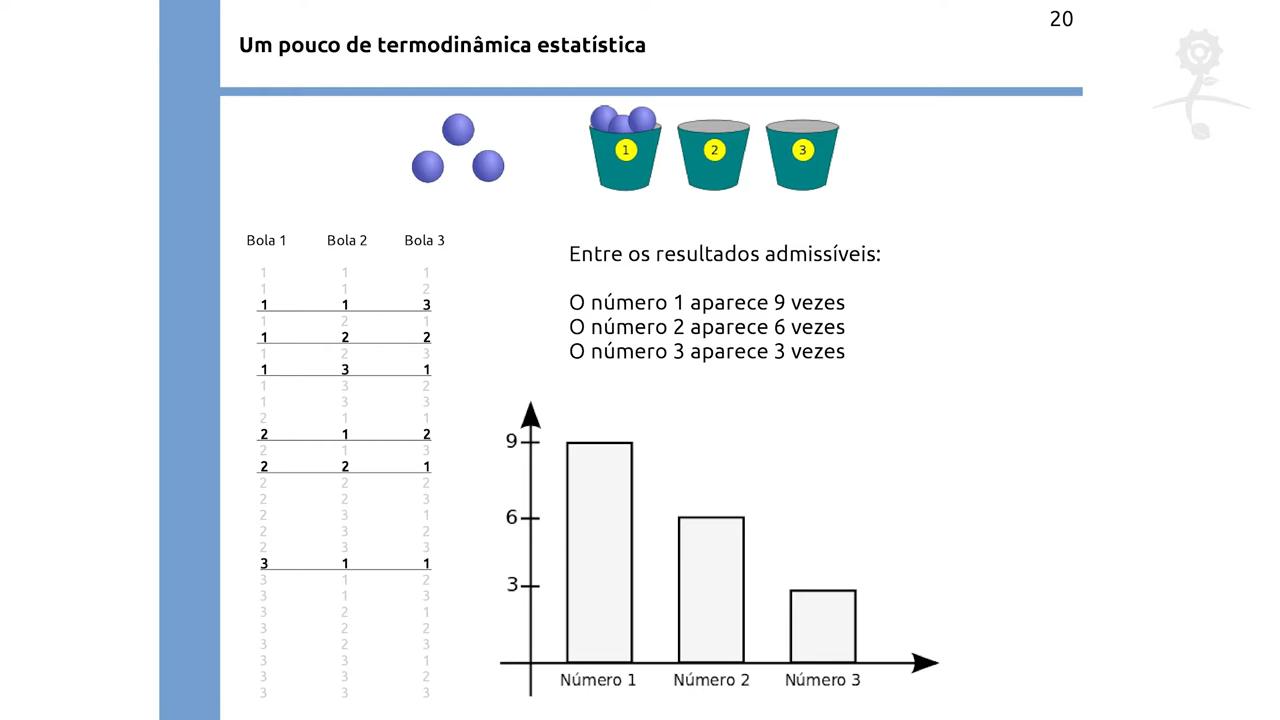 20
Um pouco de termodinâmica estatística
1 2 3
Bola 1 Bola 2 Bola 3
1 1 1
1 1 2
1 1 3
1 2 1
1 2 2
1 2 3
1 3 1
1 3 2
1 3 3
2 1 1
2 1 2
2 1 3
2 2 1
2 2 2
2 2 3
2 3 1
2 3 2
2 3 3
3 1 1
3 1 2
3 1 3
3 2 1
3 2 2
3 2 3
3 3 1
3 3 2
3 3 3
Entre os resultados admissíveis:
O número 1 aparece 9 vezes
O número 2 aparece 6 vezes
O número 3 aparece 3 vezes
9
6
3
Número 1 Número 2 Número 3